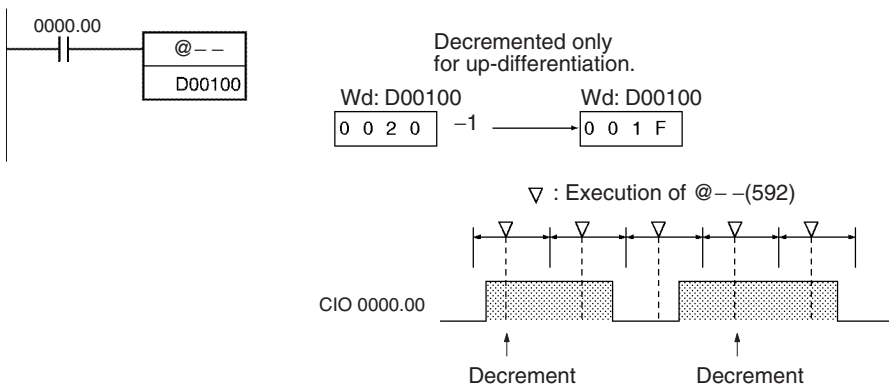 0000.00
@– –
D00100
Decremented only
for up-differentiation.
Wd: D00100
Wd: D00100
0 0 2 0
–1
0 0 1 F
▽ : Execution of @– –(592)
CIO 0000.00
Decrement
Decrement